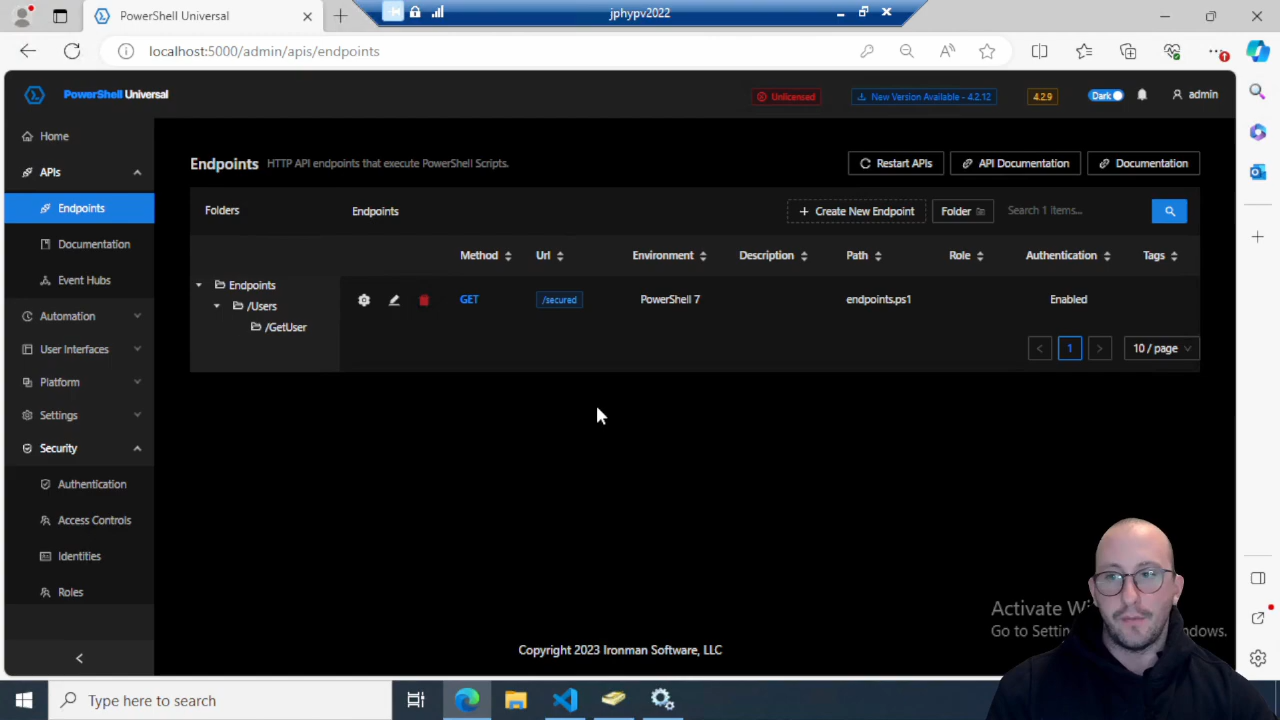 PowerShell Universal
jphypv2022
localhost:5000/admin/apis/endpoints
PowerShell Universal
Unlicensed
New Version Available - 4.2.12
4.2.9
Dark
admin
Home
APIs
Endpoints
Documentation
Event Hubs
Automation
User Interfaces
Platform
Settings
Security
Authentication
Access Controls
Identities
Roles
Endpoints HTTP API endpoints that execute PowerShell Scripts.
Restart APIs
API Documentation
Documentation
Folders
Endpoints
+ Create New Endpoint
Folder
Search 1 items...
Method Url Environment Description Path Role Authentication Tags
Endpoints
/Users
/GetUser
GET /secured PowerShell 7 endpoints.ps1 Enabled
< 1 > 10 / page
Activate
Go to
Copyright 2023 Ironman Software, LLC
Type here to search